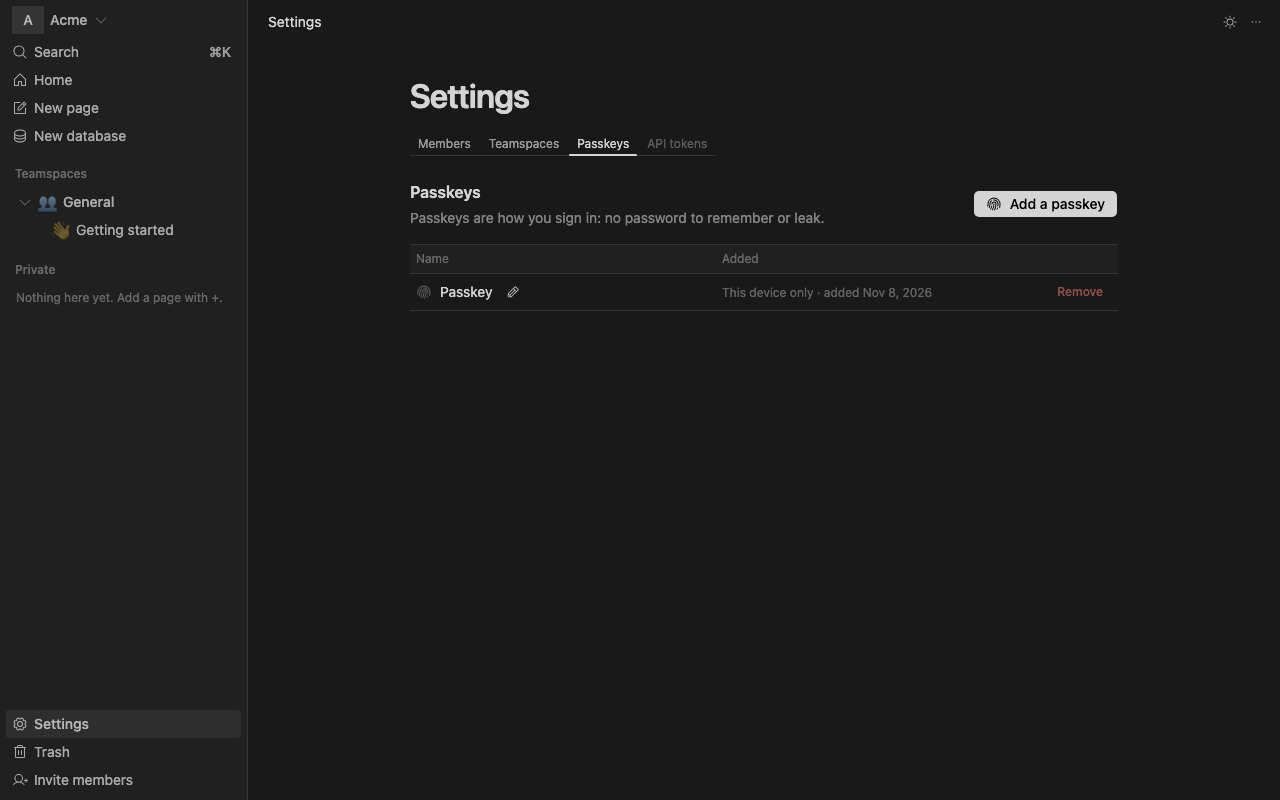 A Acme
Settings
Search ⌘K
Home
New page
New database
Teamspaces
General
Getting started
Private
Nothing here yet. Add a page with +.
Settings
Trash
Invite members
Settings
Members Teamspaces Passkeys API tokens
Passkeys
Passkeys are how you sign in: no password to remember or leak.
Add a passkey
Name Added
Passkey This device only · added Nov 8, 2026 Remove